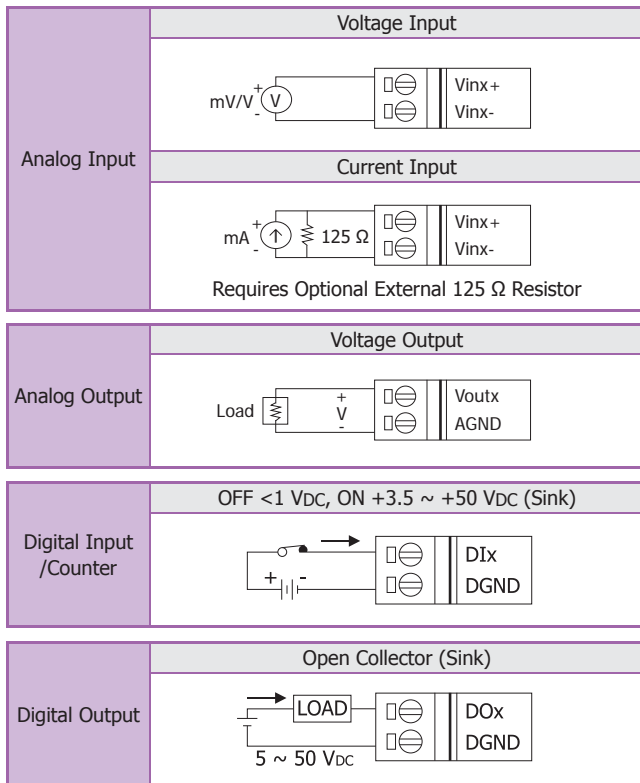 Analog Input
Voltage Input
mV/V
+
V
-
Vinx+
Vinx-
Current Input
mA
+
-
125 Ω
Vinx+
Vinx-
Requires Optional External 125 Ω Resistor
Analog Output
Voltage Output
Load
+
V
-
Voutx
AGND
Digital Input
/Counter
OFF <1 VDC, ON +3.5 ~ +50 VDC (Sink)
+ -
DIx
DGND
Digital Output
Open Collector (Sink)
LOAD
5 ~ 50 VDC
DOx
DGND